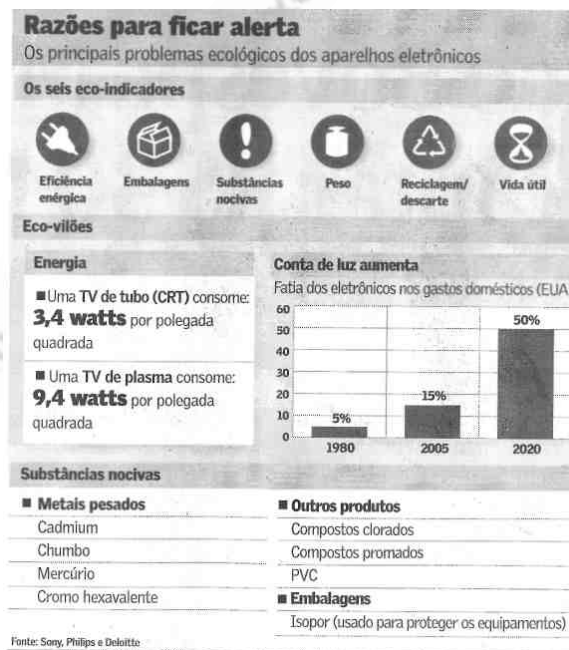 Razões para ficar alerta
Os principais problemas ecológicos dos aparelhos eletrônicos
Os seis eco-indicadores
Eficiência
enérgica
Embalagens
Substâncias
nocivas
Peso
Reciclagem/
descarte
Vida útil
Eco-vilões
Energia
■ Uma TV de tubo (CRT) consome:
3,4 watts por polegada
quadrada
■ Uma TV de plasma consome:
9,4 watts por polegada
quadrada
Conta de luz aumenta
Fatia dos eletrônicos nos gastos domésticos (EUA
60
50
40
30
20
10
0
5%
15%
50%
1980
2005
2020
Substâncias nocivas
■ Metais pesados
Cadmium
Chumbo
Mercúrio
Cromo hexavalente
■ Outros produtos
Compostos clorados
Compostos promados
PVC
■ Embalagens
Isopor (usado para proteger os equipamentos)
Fonte: Sony, Philips e Deloitte